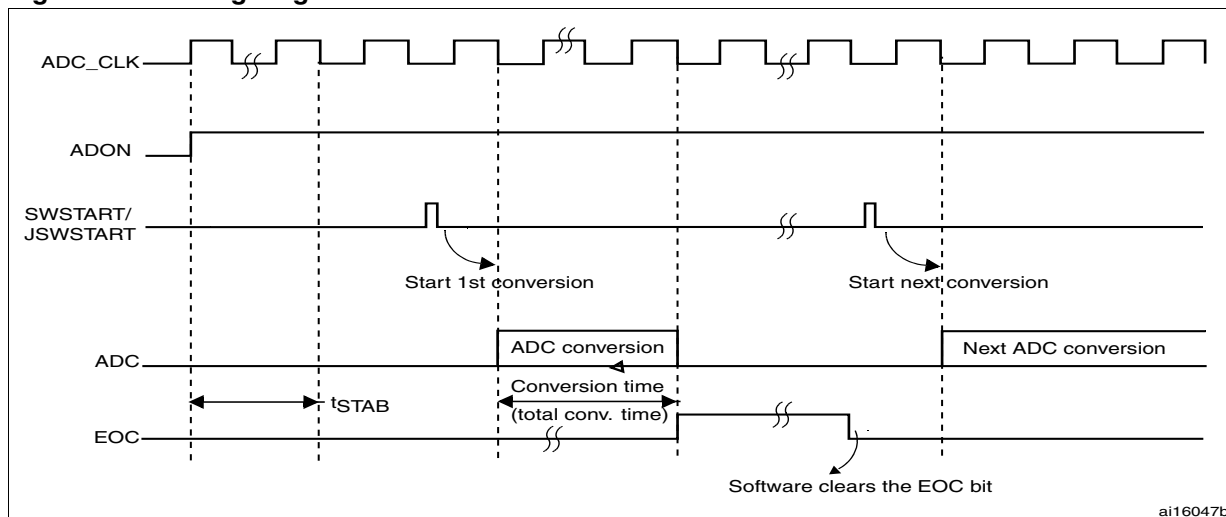 ADC_CLK
ADON
SWSTART/
JSWSTART
Start 1st conversion
Start next conversion
ADC
ADC conversion
Next ADC conversion
Conversion time
(total conv. time)
tSTAB
EOC
Software clears the EOC bit
ai16047b